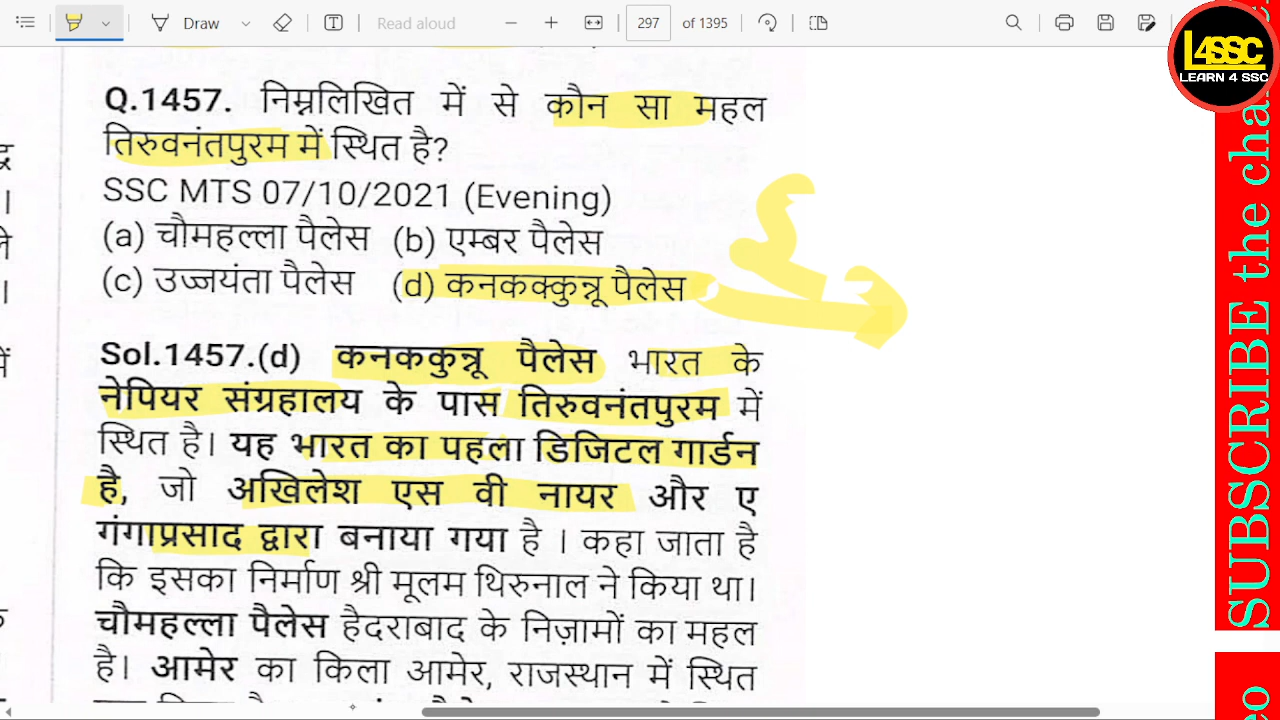 Draw
Read aloud
297 of 1395
L4SSC
LEARN 4 SSC
Q.1457. निम्नलिखित में से कौन सा महल
तिरुवनंतपुरम में स्थित है?
SSC MTS 07/10/2021 (Evening)
(a) चौमहल्ला पैलेस (b) एम्बर पैलेस
(c) उज्जयंता पैलेस (d) कनकक्कुन्नू पैलेस
Sol.1457.(d) कनककुन्नू पैलेस भारत के
नेपियर संग्रहालय के पास तिरुवनंतपुरम में
स्थित है। यह भारत का पहला डिजिटल गार्डन
है, जो अखिलेश एस वी नायर और ए
गंगाप्रसाद द्वारा बनाया गया है । कहा जाता है
कि इसका निर्माण श्री मूलम थिरुनाल ने किया था।
चौमहल्ला पैलेस हैदराबाद के निज़ामों का महल
है। आमेर का किला आमेर, राजस्थान में स्थित
SUBSCRIBE the